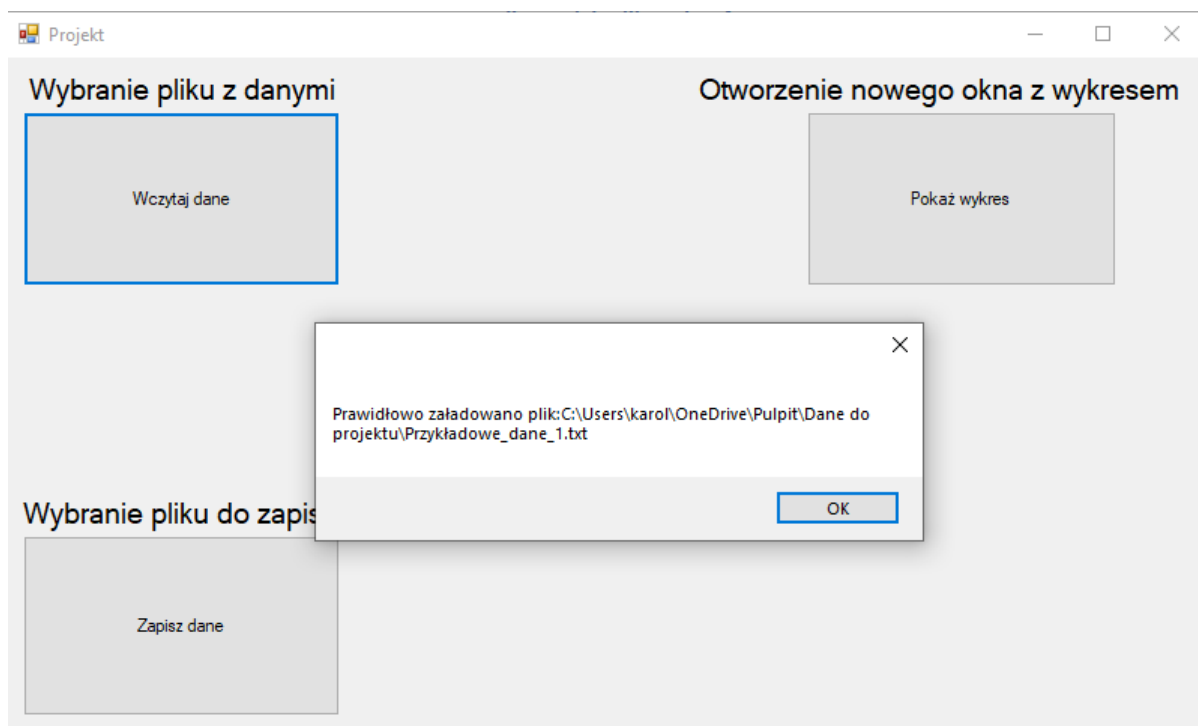 Projekt
Wybranie pliku z danymi
Otworzenie nowego okna z wykresem
Wczytaj dane
Pokaż wykres
Prawidłowo załadowano plik:C:\Users\karol\OneDrive\Pulpit\Dane do
projektu\Przykładowe_dane_1.txt
OK
Wybranie pliku do zapis
Zapisz dane